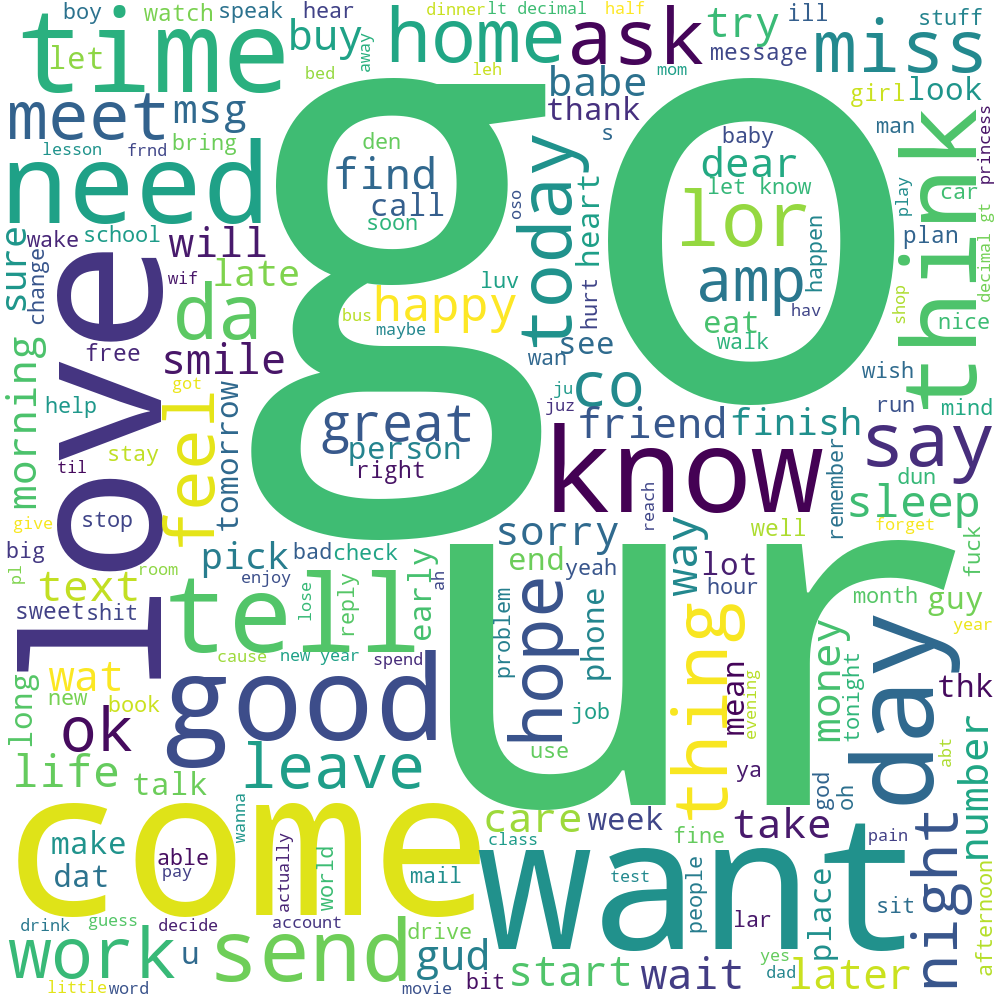 boy
watch
speak
hear
dinner
lt decimal
half
ill
stuff
time
let
buy
away
home
ask
try
message
miss
bed
leh
mom
babe
thank
girl
look
meet
msg
go
man
princess
lesson
frnd
bring
den
s
baby
need
find
call
soon
oso
today
heart
dear
let know
lor
play
think
car
sure
wake
school
will
wif
change
late
da
luv
happy
bus
maybe
hurt
amp
happen
hav
plan
decimal gt
shop
nice
love
free
smile
wan
see
eat
walk
got
feel
tomorrow
great
person
right
ju
juz
co
friend
finish
wish
run
mind
morning
help
stay
til
know
say
remember
dun
sleep
give
stop
reach
well
forget
fuck
big
pl
room
pick
bad
check
enjoy
sorry
end
yeah
way
lot
hour
text
sweet
shit
tell
lose
reply
early
ah
ur
problem
hope
phone
thing
month
guy
year
cause
new year
spend
wat
new
book
long
ok
good
job
use
mean
evening
money
tonight
day
thk
abt
number
life
talk
leave
ya
god
oh
come
wanna
care
class
week
fine
take
pain
make
dat
able
pay
actually
world
mail
want
test
people
lar
place
sit
night
afternoon
drink
guess
decide
account
drive
work
u
send
gud
bit
start
wait
yes
dad
later
little
word
movie